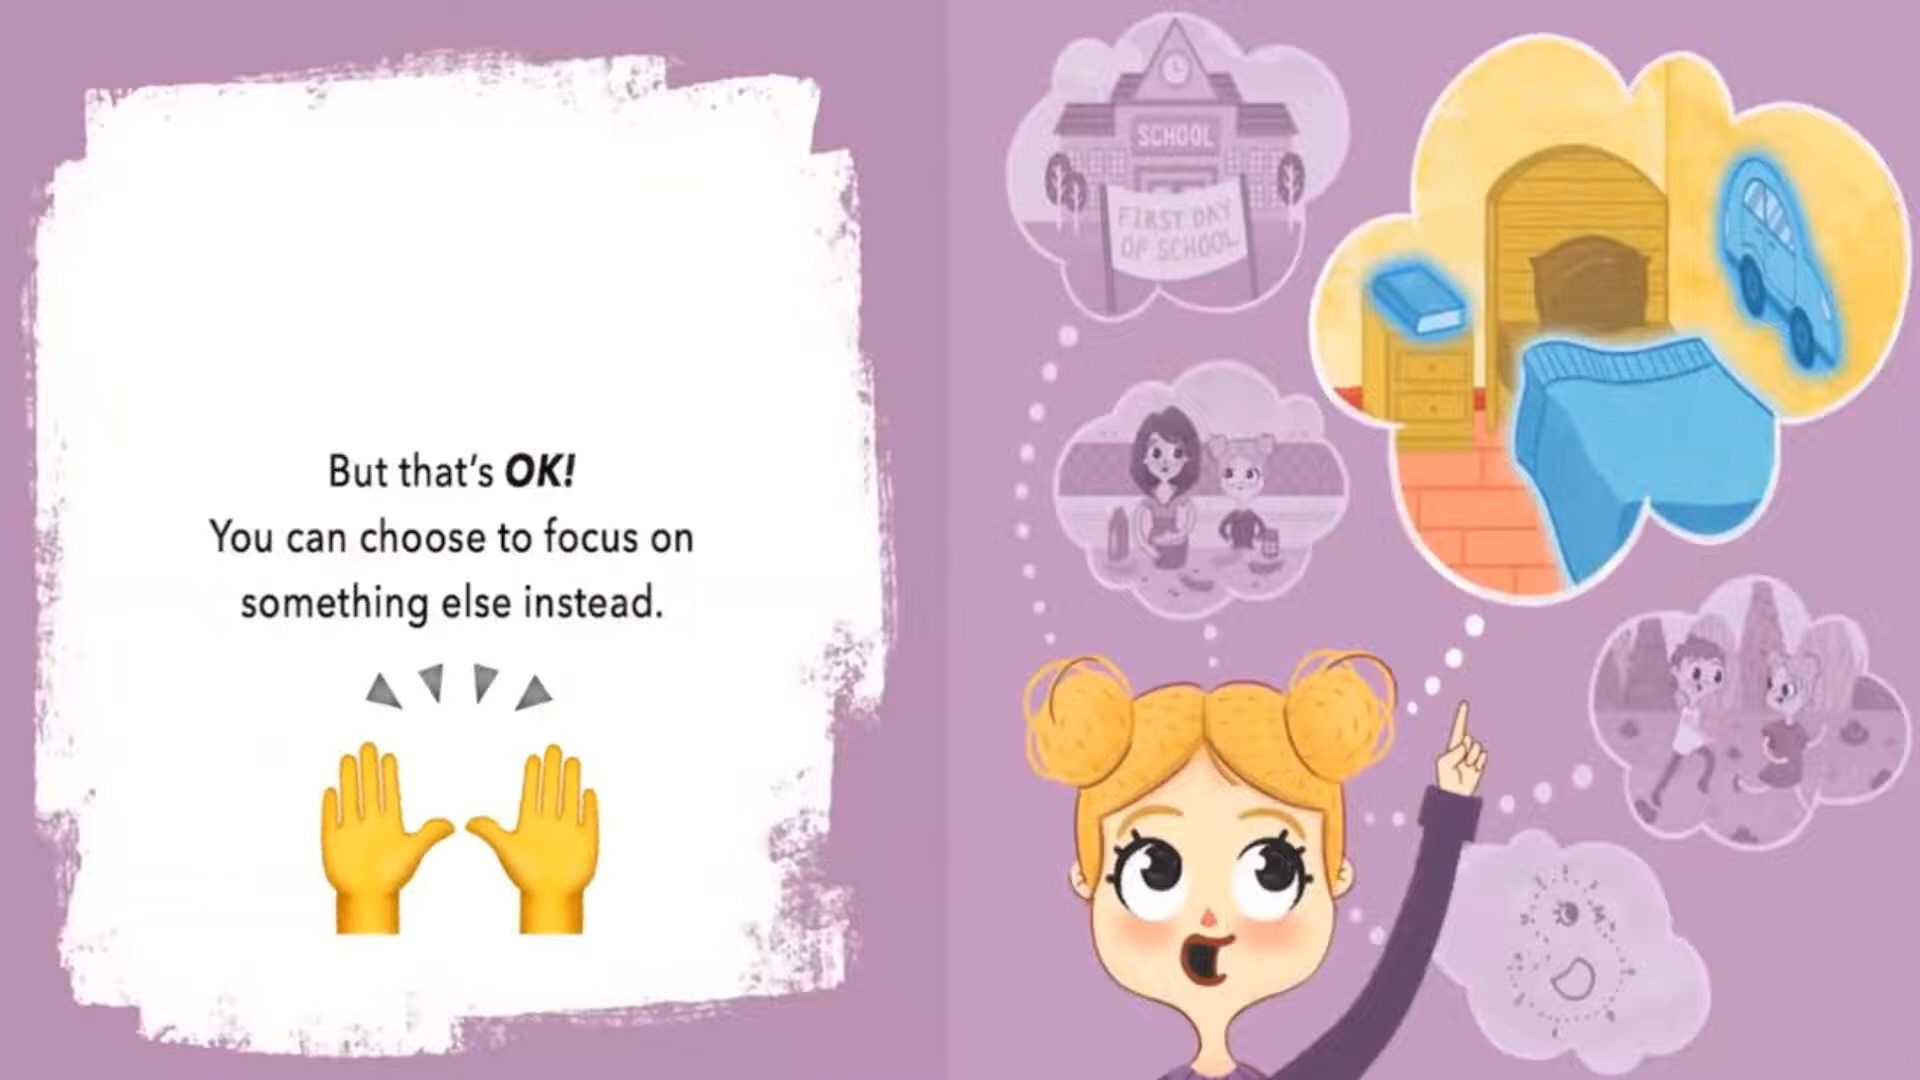 But that's OK!
You can choose to focus on
something else instead.
SCHOOL
FIRST DAY
OF SCHOOL